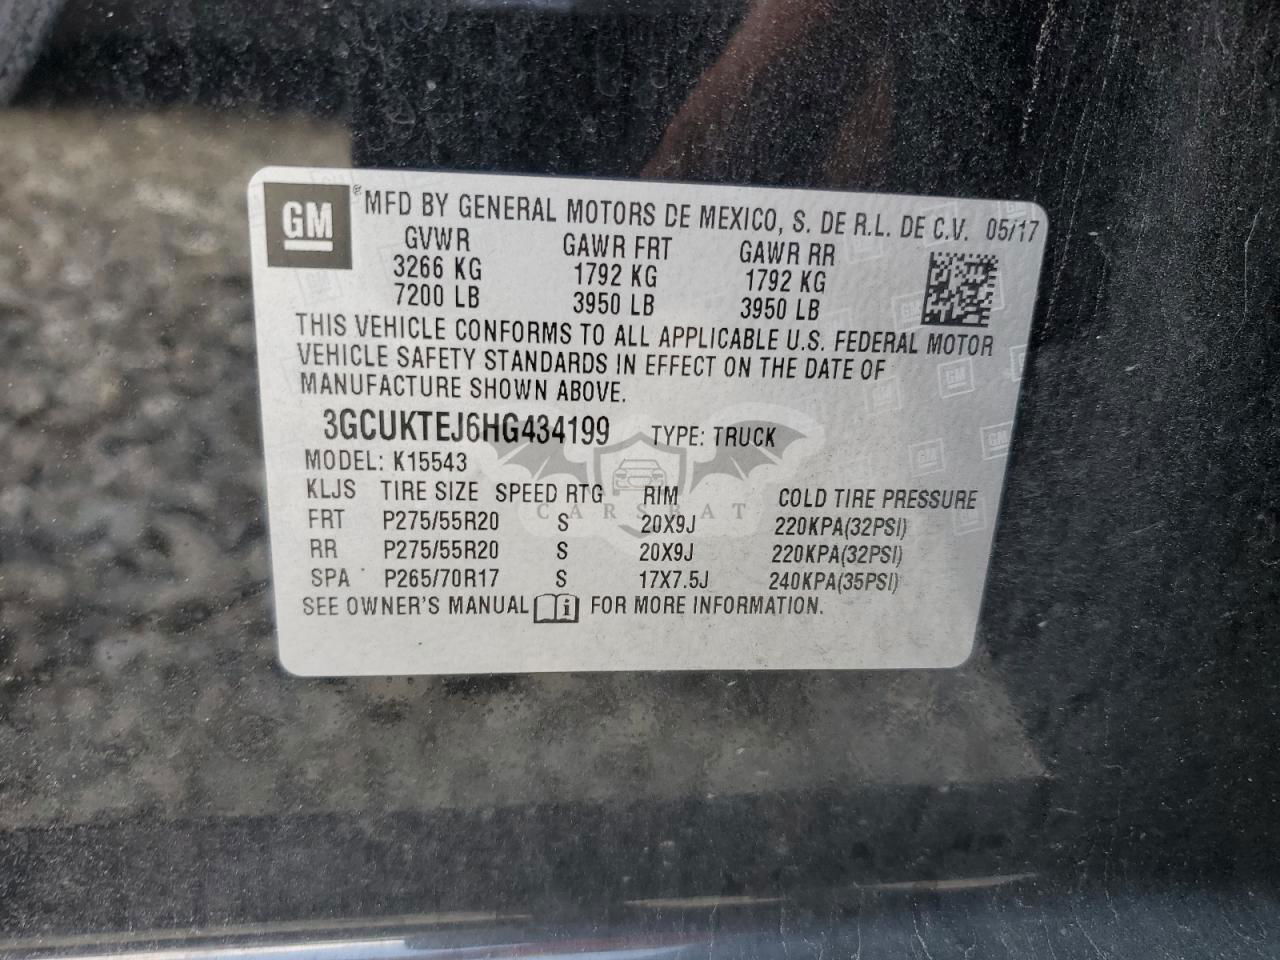 GM ® MFD BY GENERAL MOTORS DE MEXICO, S. DE R.L. DE C.V. 05/17
GVWR GAWR FRT GAWR RR
3266 KG 1792 KG 1792 KG
7200 LB 3950 LB 3950 LB
THIS VEHICLE CONFORMS TO ALL APPLICABLE U.S. FEDERAL MOTOR
VEHICLE SAFETY STANDARDS IN EFFECT ON THE DATE OF
MANUFACTURE SHOWN ABOVE.
3GCUKTEJ6HG434199 TYPE: TRUCK
MODEL: K15543
KLJS TIRE SIZE SPEED RTG RIM COLD TIRE PRESSURE
CARSBAT
FRT P275/55R20 S 20X9J 220KPA(32PSI)
RR P275/55R20 S 20X9J 220KPA(32PSI)
SPA P265/70R17 S 17X7.5J 240KPA(35PSI)
SEE OWNER'S MANUAL i FOR MORE INFORMATION.